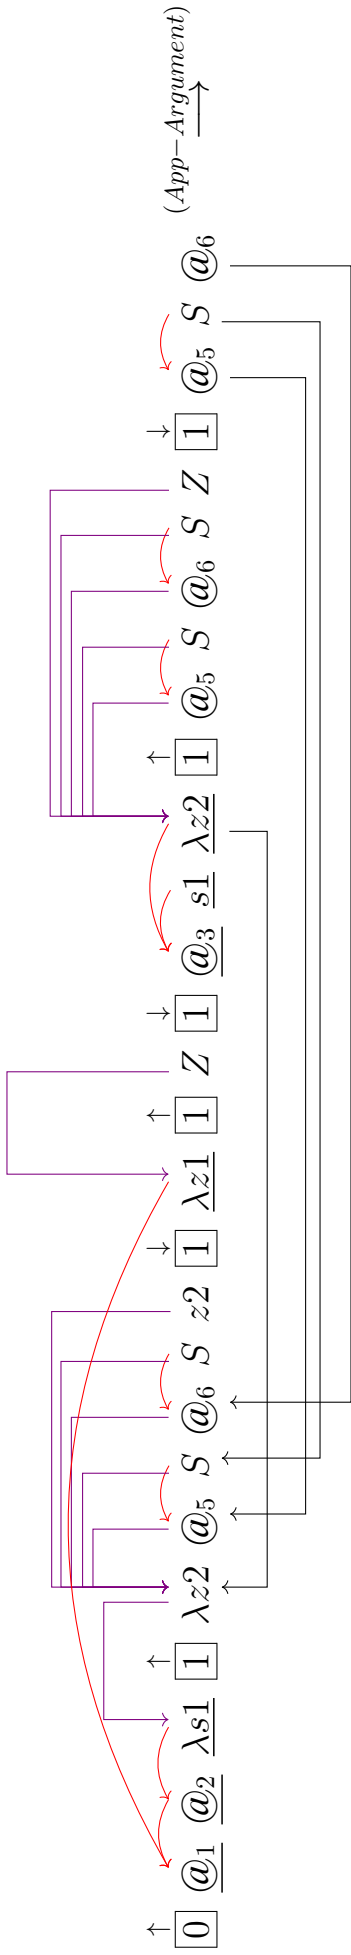 [0]→ @₁ @₂ λs1 [1]→ λz2 @₅ S @₆ S z2 [1]← λz1 [1]→ Z [1]← @₃ s1 λz2 [1]→ @₅ S @₆ S Z [1]← @₅ S @₆ (App−Argument) →